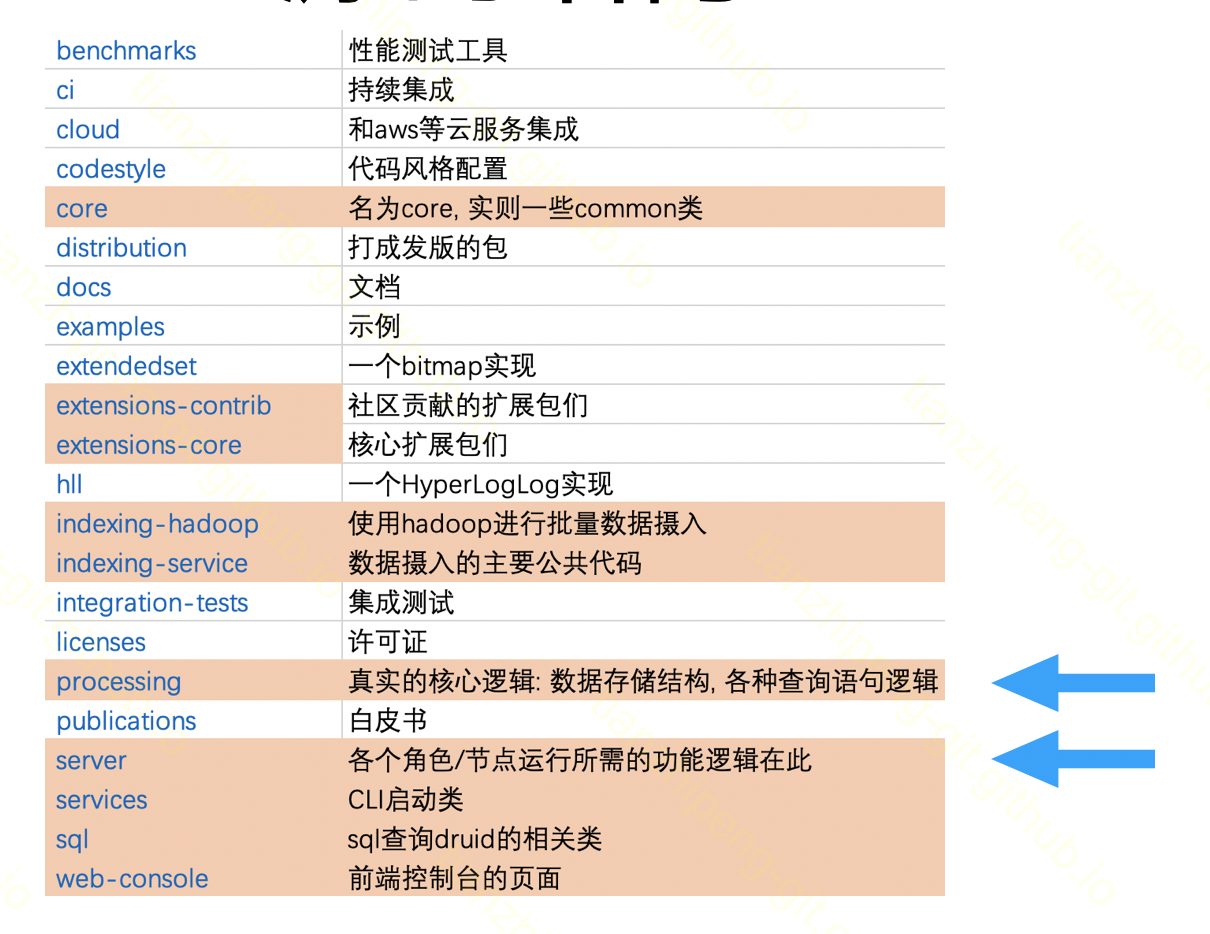 benchmarks 性能测试工具
ci 持续集成
cloud 和aws等云服务集成
codestyle 代码风格配置
core 名为core, 实则一些common类
distribution 打成发版的包
docs 文档
examples 示例
extendedset 一个bitmap实现
extensions-contrib 社区贡献的扩展包们
extensions-core 核心扩展包们
hll 一个HyperLogLog实现
indexing-hadoop 使用hadoop进行批量数据摄入
indexing-service 数据摄入的主要公共代码
integration-tests 集成测试
licenses 许可证
processing 真实的核心逻辑: 数据存储结构, 各种查询语句逻辑
publications 白皮书
server 各个角色/节点运行所需的功能逻辑在此
services CLI启动类
sql sql查询druid的相关类
web-console 前端控制台的页面
tianzhipeng-git.github.io